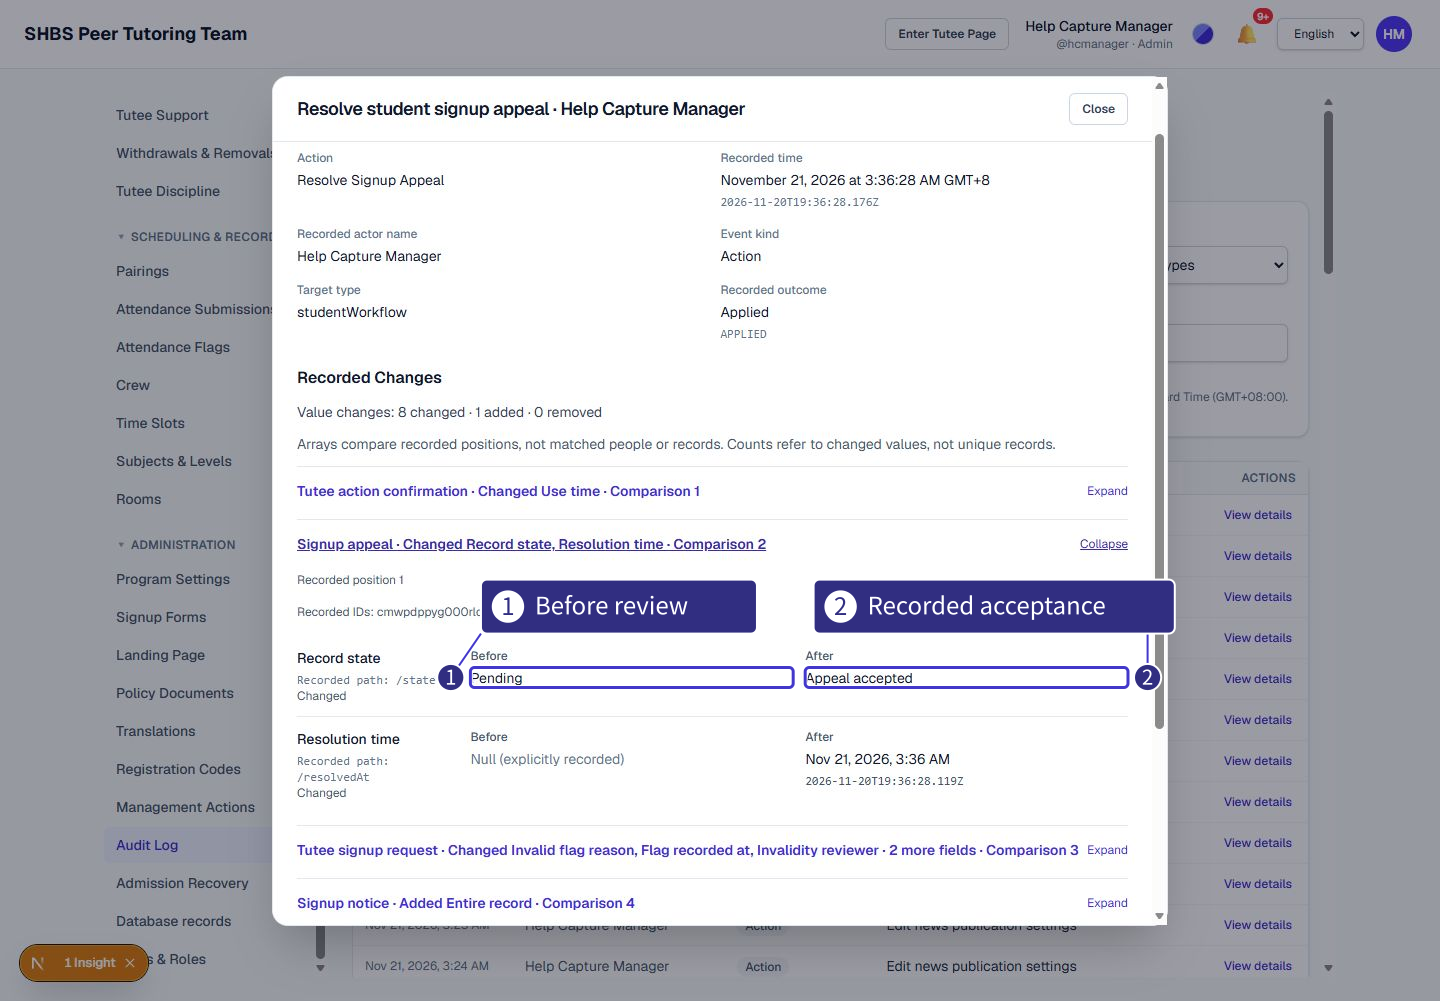 SHBS Peer Tutoring Team
Enter Tutee Page
Help Capture Manager
@hcmanager · Admin
9+
English
HM
Tutee Support
Withdrawals & Removals
Tutee Discipline
SCHEDULING & RECORD
Pairings
Attendance Submissions
Attendance Flags
Crew
Time Slots
Subjects & Levels
Rooms
ADMINISTRATION
Program Settings
Signup Forms
Landing Page
Policy Documents
Translations
Registration Codes
Management Actions
Audit Log
Admission Recovery
Database records
s & Roles
N 1 Insight
Resolve student signup appeal · Help Capture Manager
Close
Action
Resolve Signup Appeal
Recorded time
November 21, 2026 at 3:36:28 AM GMT+8
2026-11-20T19:36:28.176Z
Recorded actor name
Help Capture Manager
Event kind
Action
Target type
studentWorkflow
Recorded outcome
Applied
APPLIED
Recorded Changes
Value changes: 8 changed · 1 added · 0 removed
Arrays compare recorded positions, not matched people or records. Counts refer to changed values, not unique records.
Tutee action confirmation · Changed Use time · Comparison 1
Expand
Signup appeal · Changed Record state, Resolution time · Comparison 2
Collapse
Recorded position 1
Recorded IDs:
1 Before review
2 Recorded acceptance
Record state
Recorded path: /state
Changed
Before
1
Pending
After
Appeal accepted
2
Resolution time
Recorded path:
/resolvedAt
Changed
Before
Null (explicitly recorded)
After
Nov 21, 2026, 3:36 AM
2026-11-20T19:36:28.119Z
Tutee signup request · Changed Invalid flag reason, Flag recorded at, Invalidity reviewer · 2 more fields · Comparison 3
Expand
Signup notice · Added Entire record · Comparison 4
Expand
ypes
rd Time (GMT+08:00).
ACTIONS
View details
View details
View details
View details
View details
View details
View details
View details
View details
View details
Help Capture Manager
Action
Edit news publication settings
View details
Nov 21, 2026, 3:24 AM
Help Capture Manager
Action
Edit news publication settings
View details